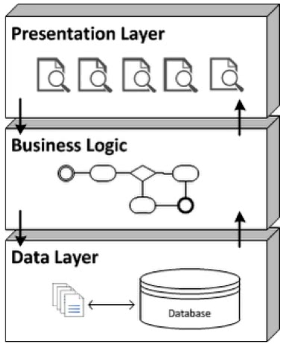 Presentation Layer
Business Logic
Data Layer
Database